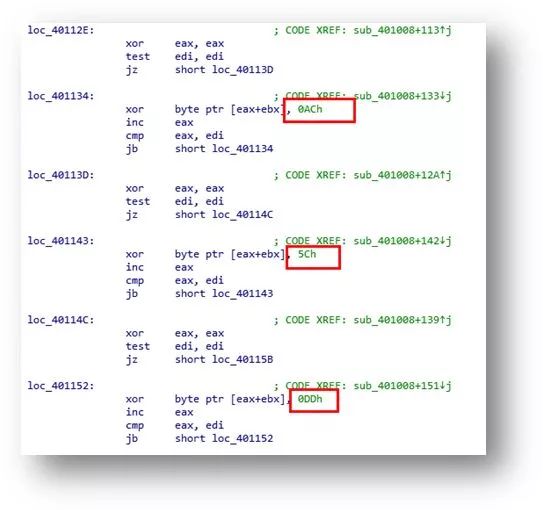 loc_40112E: ; CODE XREF: sub_401008+113↑j
xor eax, eax
test edi, edi
jz short loc_40113D
loc_401134: ; CODE XREF: sub_401008+133↓j
xor byte ptr [eax+ebx], 0ACh
inc eax
cmp eax, edi
jb short loc_401134
loc_40113D: ; CODE XREF: sub_401008+12A↑j
xor eax, eax
test edi, edi
jz short loc_40114C
loc_401143: ; CODE XREF: sub_401008+142↓j
xor byte ptr [eax+ebx], 5Ch
inc eax
cmp eax, edi
jb short loc_401143
loc_40114C: ; CODE XREF: sub_401008+139↑j
xor eax, eax
test edi, edi
jz short loc_40115B
loc_401152: ; CODE XREF: sub_401008+151↓j
xor byte ptr [eax+ebx], 0DDh
inc eax
cmp eax, edi
jb short loc_401152